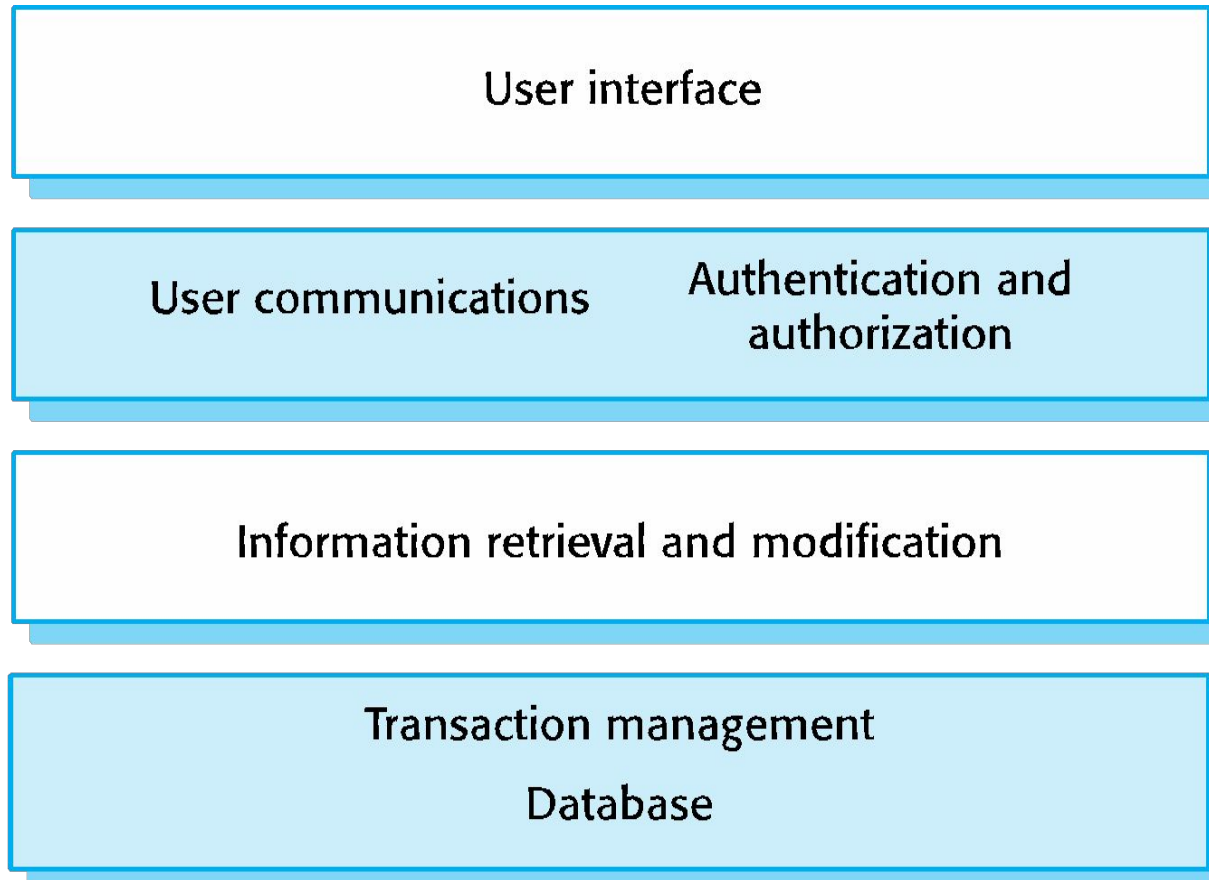 User interface
User communications
Authentication and
authorization
Information retrieval and modification
Transaction management
Database